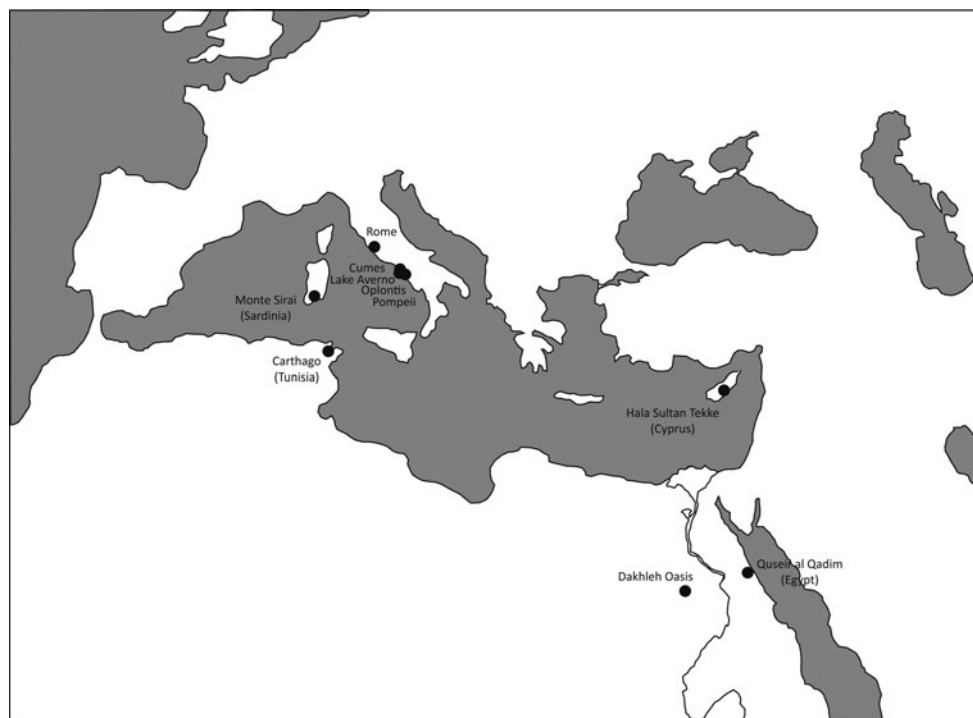 Rome
Cumes
Lake Averno
Oplontis
Pompeii
Monte Siraï
(Sardinia)
Carthago
(Tunisia)
Hala Sultan Tekke
(Cyprus)
Quseir al Qadim
(Egypt)
Dakhleh Oasis